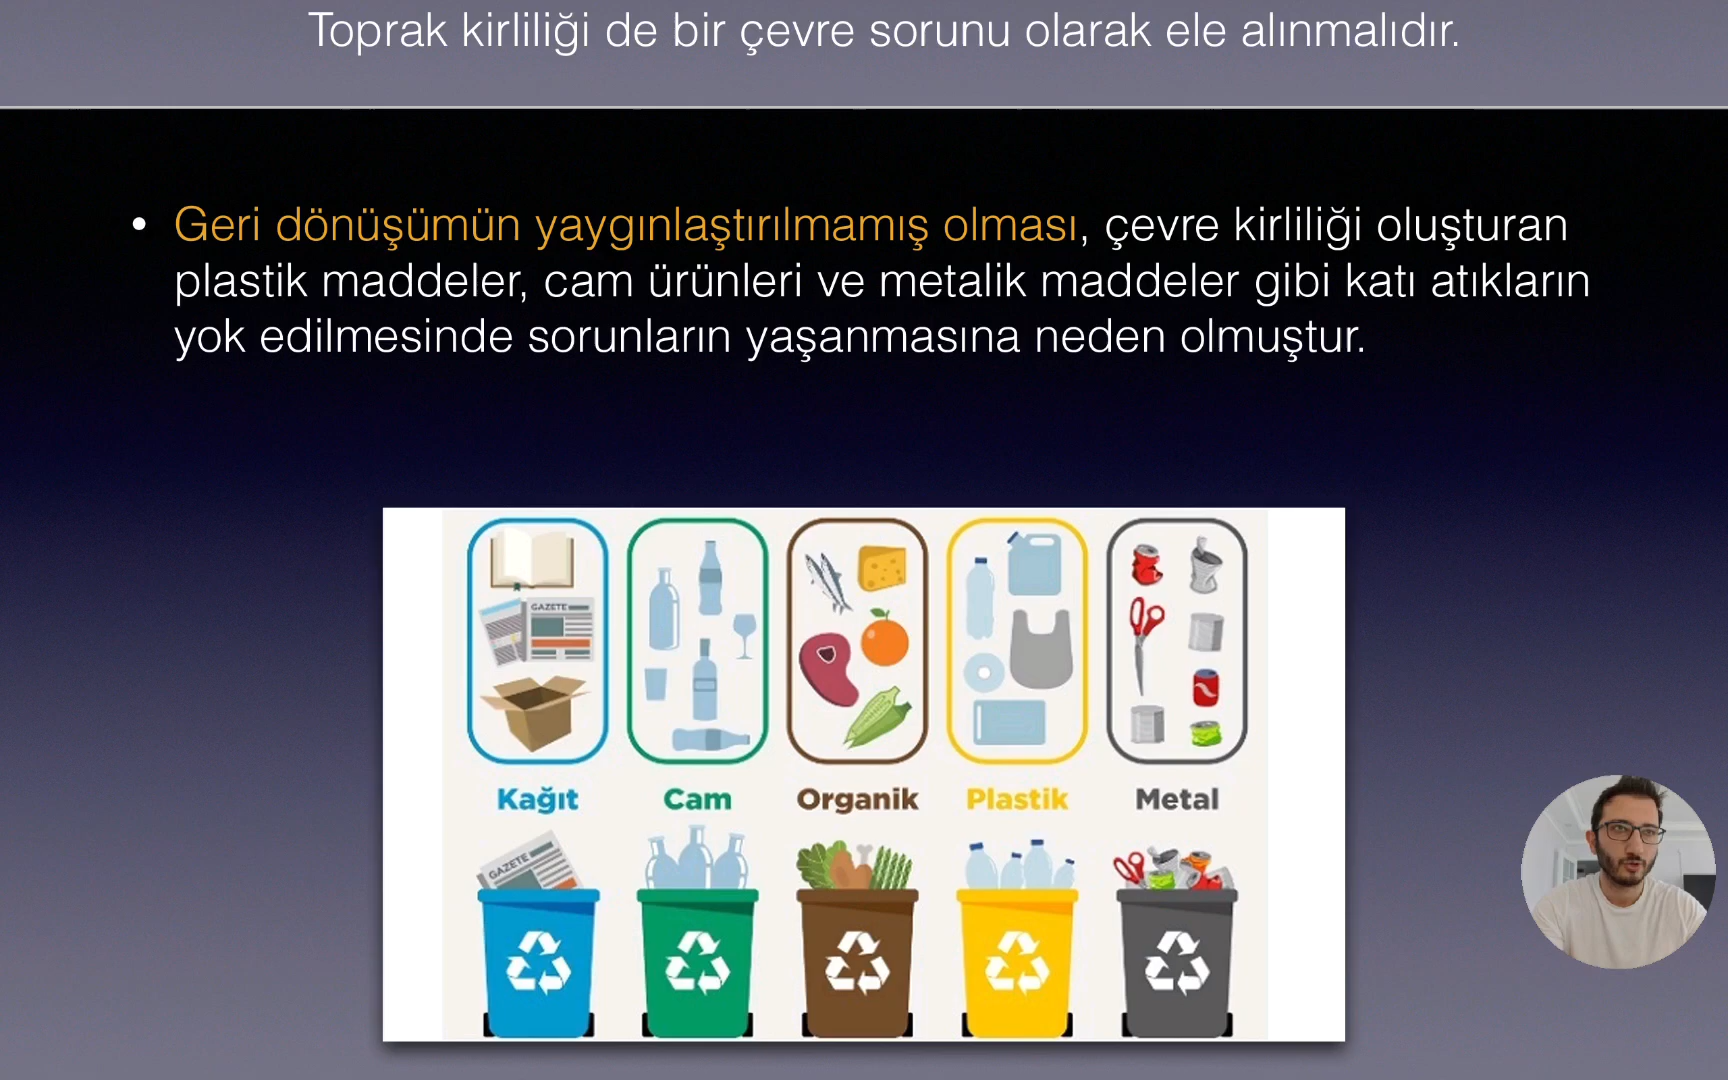 Toprak kirliliği de bir çevre sorunu olarak ele alınmalıdır.
• Geri dönüşümün yaygınlaştırılmamış olması, çevre kirliliği oluşturan
plastik maddeler, cam ürünleri ve metalik maddeler gibi katı atıkların
yok edilmesinde sorunların yaşanmasına neden olmuştur.
GAZETE
Kağıt
Cam
Organik
Plastik
Metal
GAZETE